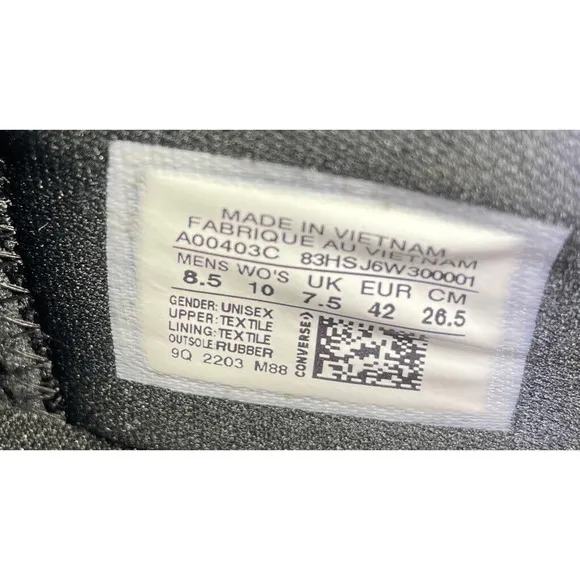 MADE IN VIETNAM
FABRIQUE AU VIETNAM
A00403C 83HSJ6W300001
MENS WO'S UK EUR CM
8.5 10 7.5 42 26.5
GENDER: UNISEX
UPPER: TEXTILE
LINING: TEXTILE
OUTSOLE: RUBBER
9Q 2203 M88
CONVERSE